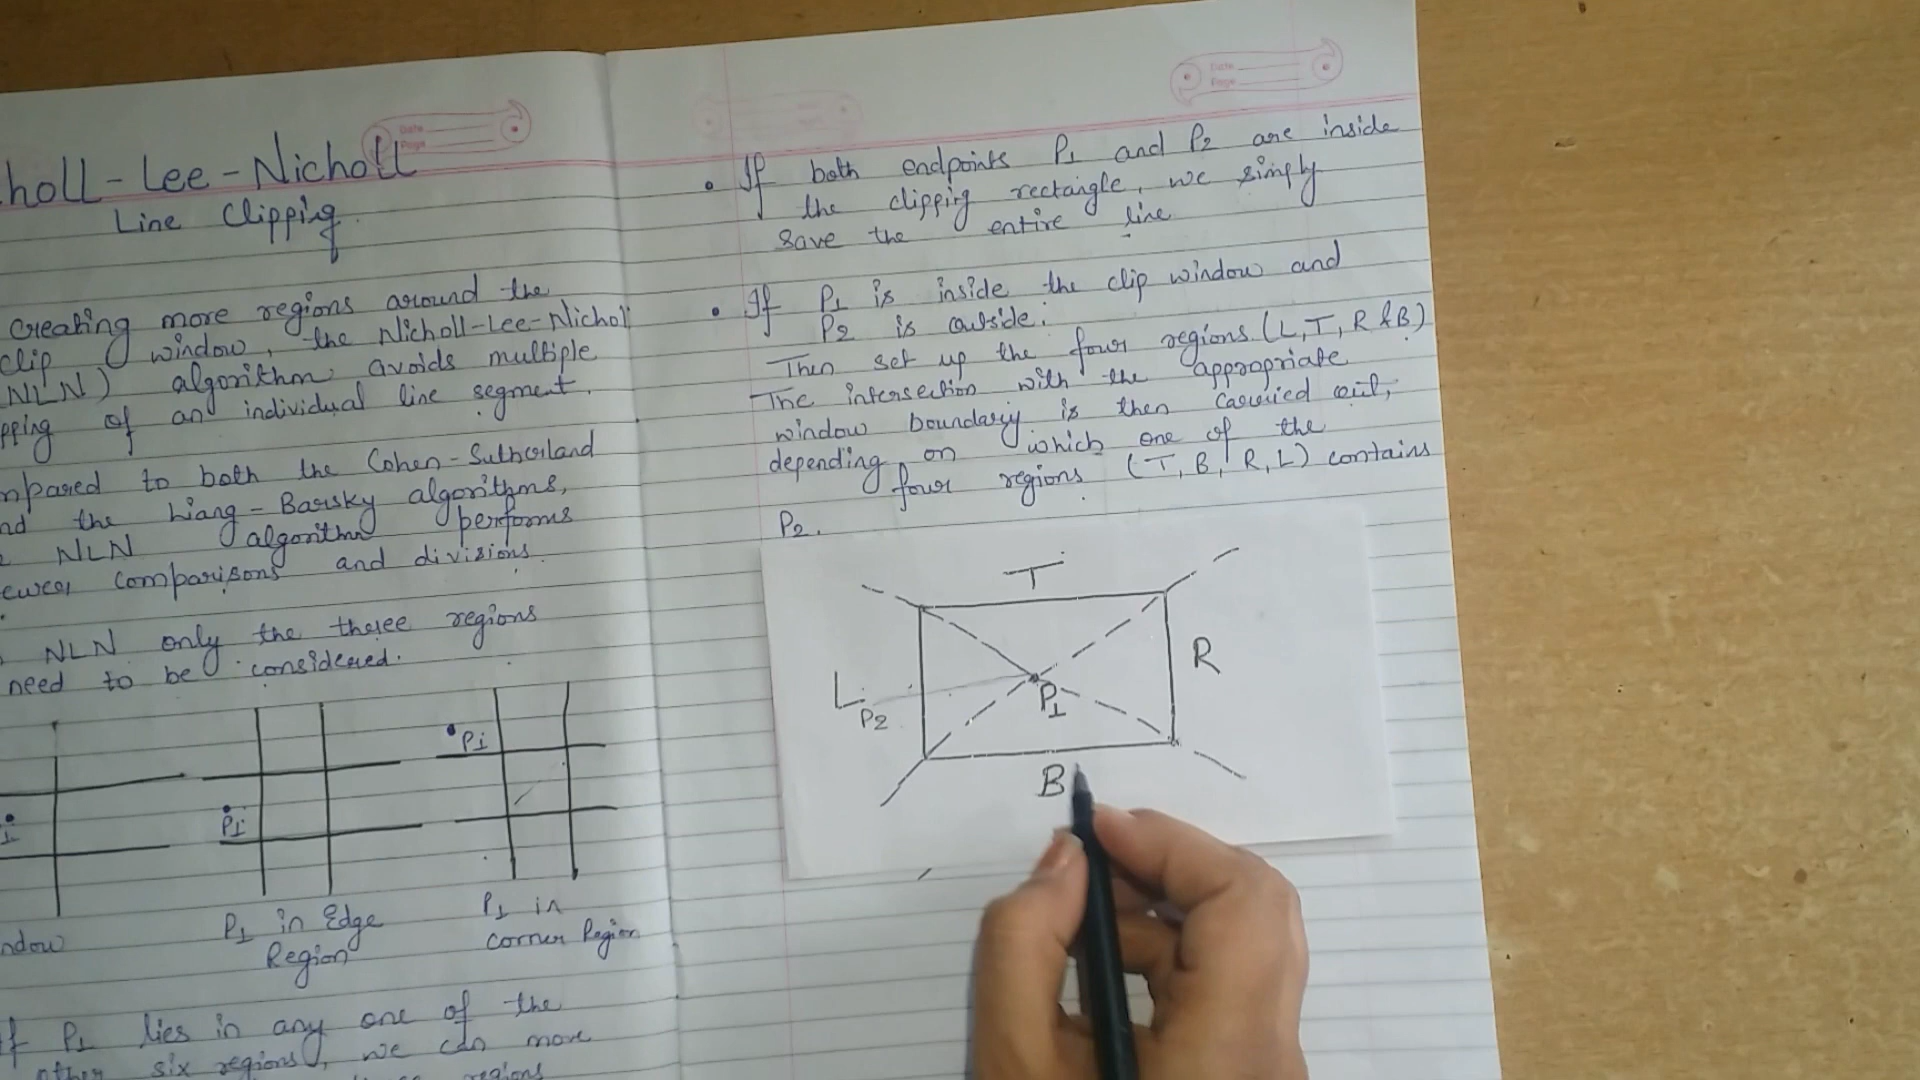 holl-Lee-Nicholl
Line Clipping
Creating more regions around the
clip window, the Nicholl-Lee-Nicholl
NLN) algorithm avoids multiple
pping of an individual line segment.
mpared to both the Cohen-Sutherland
nd the Liang-Barsky algorithms,
NLN algorithm performs
ewer comparisons and divisions.
NLN only the three regions
need to be considered.
P1
P1
P1 in Edge
Region
P1 in
corner Region
ndow
If P1 lies in any one of the
other six regions, we can move
regions
Date
Page
Date
Page
• If both endpoints P1 and P2 are inside
the clipping rectangle, we simply
save the entire line
• If P1 is inside the clip window and
P2 is outside.
Then set up the four regions (L, T, R & B)
The intersection with the appropriate
window boundary is then carried out,
depending on which one of the
four regions (T, B, R, L) contains
P2.
T
L
R
P2
P1
B